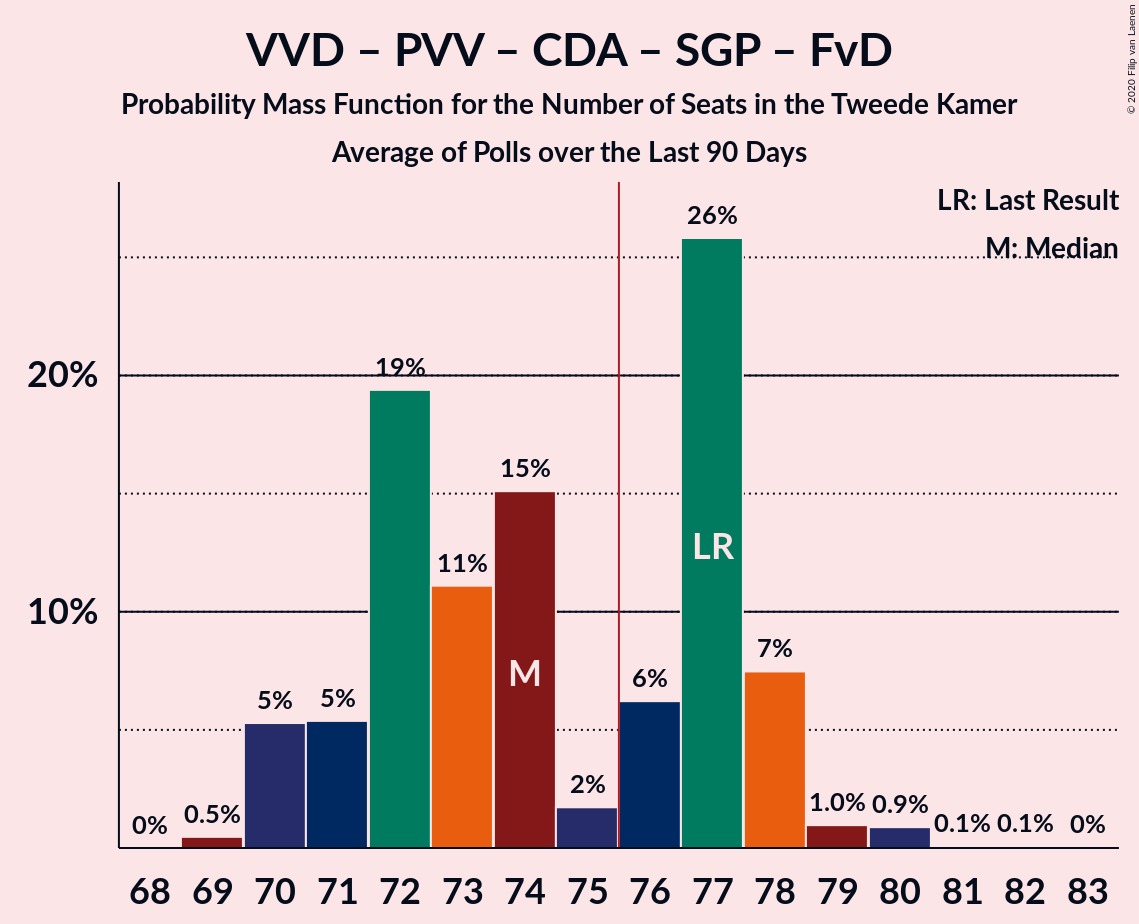 VVD – PVV – CDA – SGP – FvD
Probability Mass Function for the Number of Seats in the Tweede Kamer
Average of Polls over the Last 90 Days
© 2020 Filip van Laenen
LR: Last Result
M: Median
20%
10%
0%
0.5%
5%
5%
19%
11%
15%
2%
6%
26%
7%
1.0%
0.9%
0.1%
0.1%
0%
M
LR
68 69 70 71 72 73 74 75 76 77 78 79 80 81 82 83